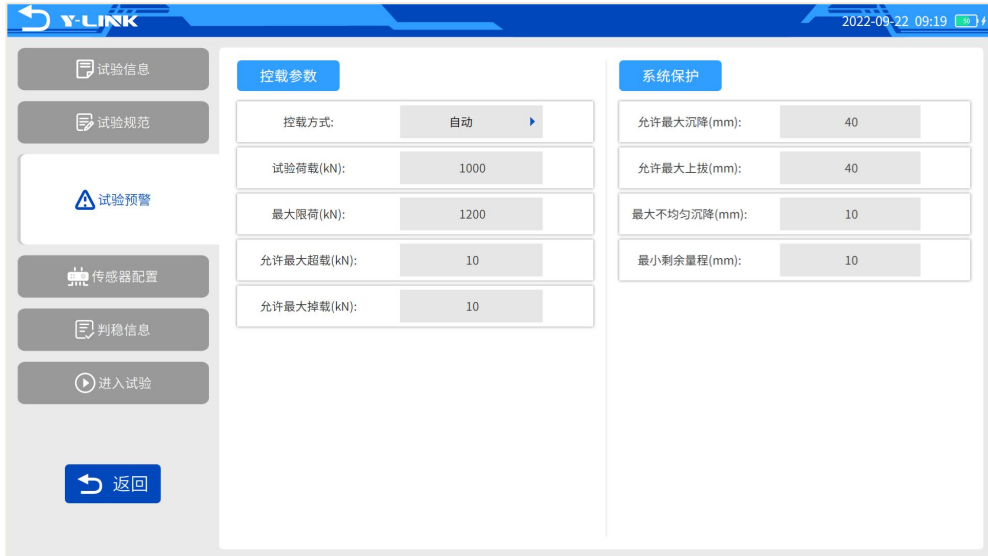 Y-LINK
2022-09-22 09:19 50
试验信息
试验规范
试验预警
传感器配置
判稳信息
进入试验
返回
控载参数
控载方式: 自动
试验荷载(kN): 1000
最大限荷(kN): 1200
允许最大超载(kN): 10
允许最大掉载(kN): 10
系统保护
允许最大沉降(mm): 40
允许最大上拔(mm): 40
最大不均匀沉降(mm): 10
最小剩余量程(mm): 10